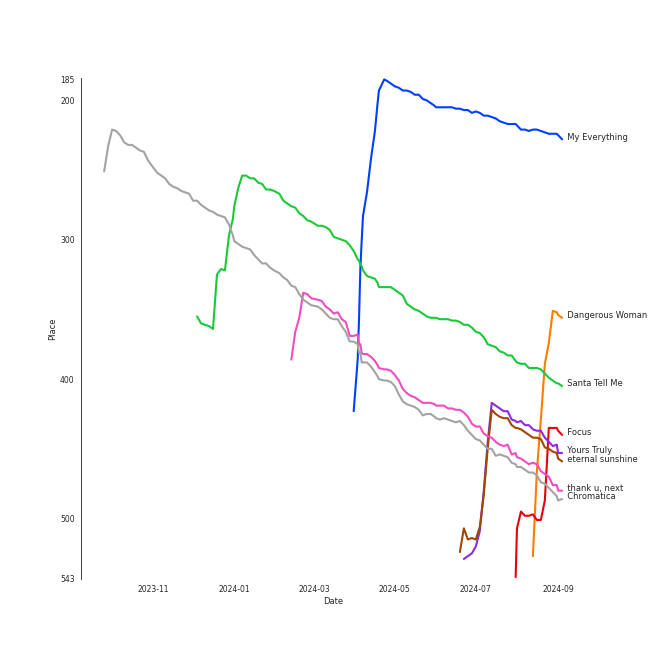 185
200
300
400
500
543
Place
2023-11
2024-01
2024-03
2024-05
2024-07
2024-09
Date
My Everything
Dangerous Woman
Santa Tell Me
Focus
Yours Truly
eternal sunshine
thank u, next
Chromatica